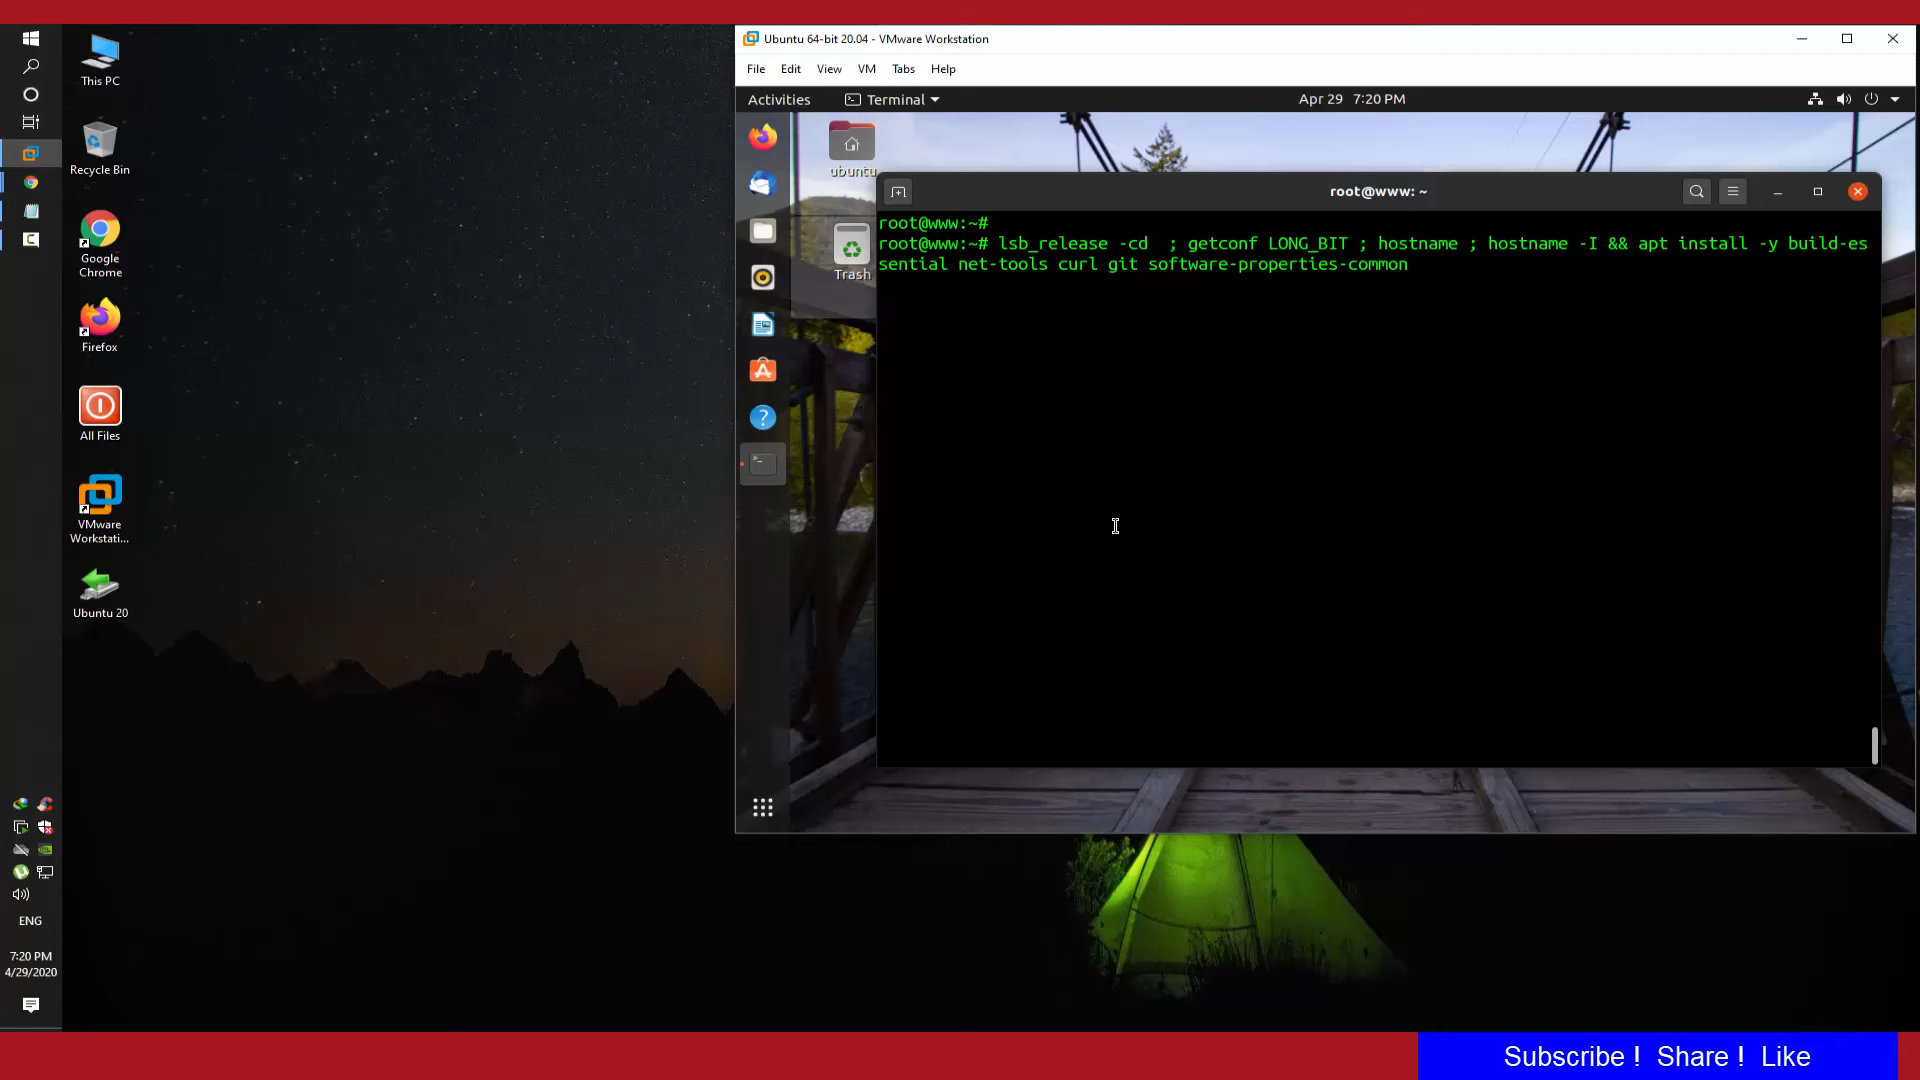 This PC
Recycle Bin
Google
Chrome
Firefox
All Files
VMware
Workstati...
Ubuntu 20
ENG
7:20 PM
4/29/2020
Ubuntu 64-bit 20.04 - VMware Workstation
File Edit View VM Tabs Help
Activities Terminal Apr 29 7:20 PM
ubuntu
Trash
root@www: ~
root@www:~#
root@www:~# lsb_release -cd  ; getconf LONG_BIT ; hostname ; hostname -I && apt install -y build-es
sential net-tools curl git software-properties-common
Subscribe ! Share ! Like